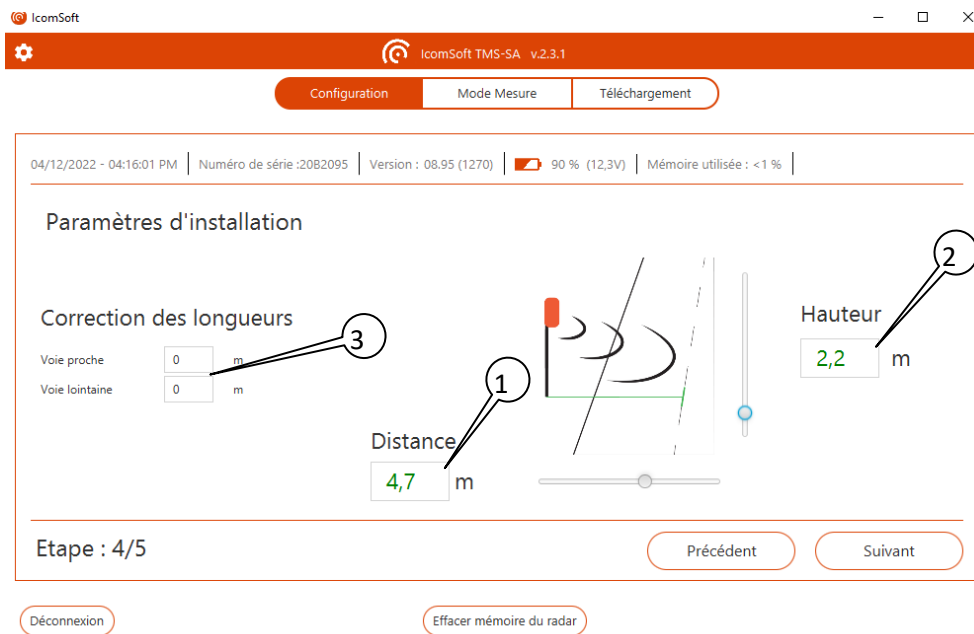 IcomSoft
IcomSoft TMS-SA v.2.3.1
Configuration Mode Mesure Téléchargement
04/12/2022 - 04:16:01 PM Numéro de série :20B2095 Version : 08.95 (1270) 90 % (12,3V) Mémoire utilisée : <1 %
Paramètres d'installation
2
Hauteur
2,2 m
Correction des longueurs
3
Voie proche 0 m
Voie lointaine 0 m
1
Distance
4,7 m
Etape : 4/5
Précédent Suivant
Déconnexion Effacer mémoire du radar